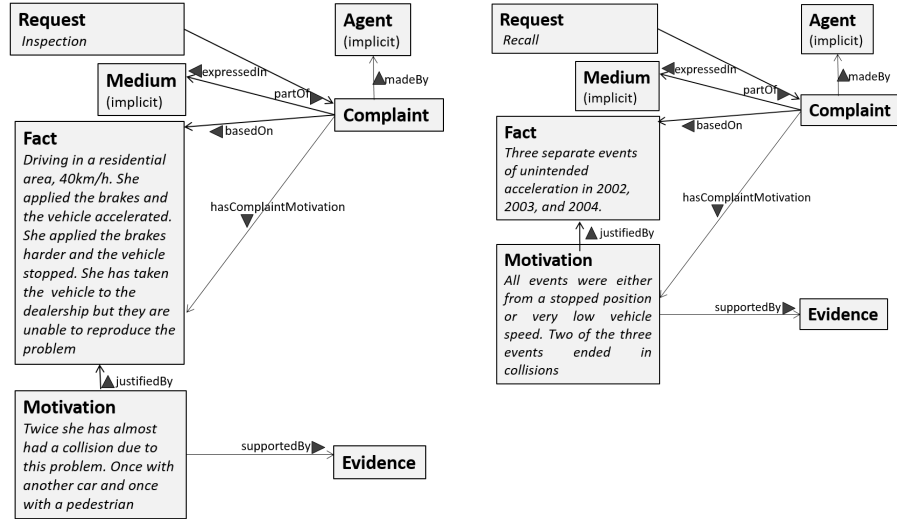 Request
Inspection
Agent
(implicit)
expressedIn
madeBy
Medium
(implicit)
partOf
Complaint
basedOn
Fact
Driving in a residential
area, 40km/h. She
applied the brakes and
the vehicle accelerated.
She applied the brakes
harder and the vehicle
stopped. She has taken
the vehicle to the
dealership but they are
unable to reproduce the
problem
hasComplaintMotivation
justifiedBy
Motivation
Twice she has almost
had a collision due to
this problem. Once with
another car and once
with a pedestrian
supportedBy
Evidence
Request
Recall
Agent
(implicit)
expressedIn
madeBy
Medium
(implicit)
partOf
Complaint
basedOn
Fact
Three separate events
of unintended
acceleration in 2002,
2003, and 2004.
hasComplaintMotivation
justifiedBy
Motivation
All events were either
from a stopped position
or very low vehicle
speed. Two of the three
events ended in
collisions
supportedBy
Evidence